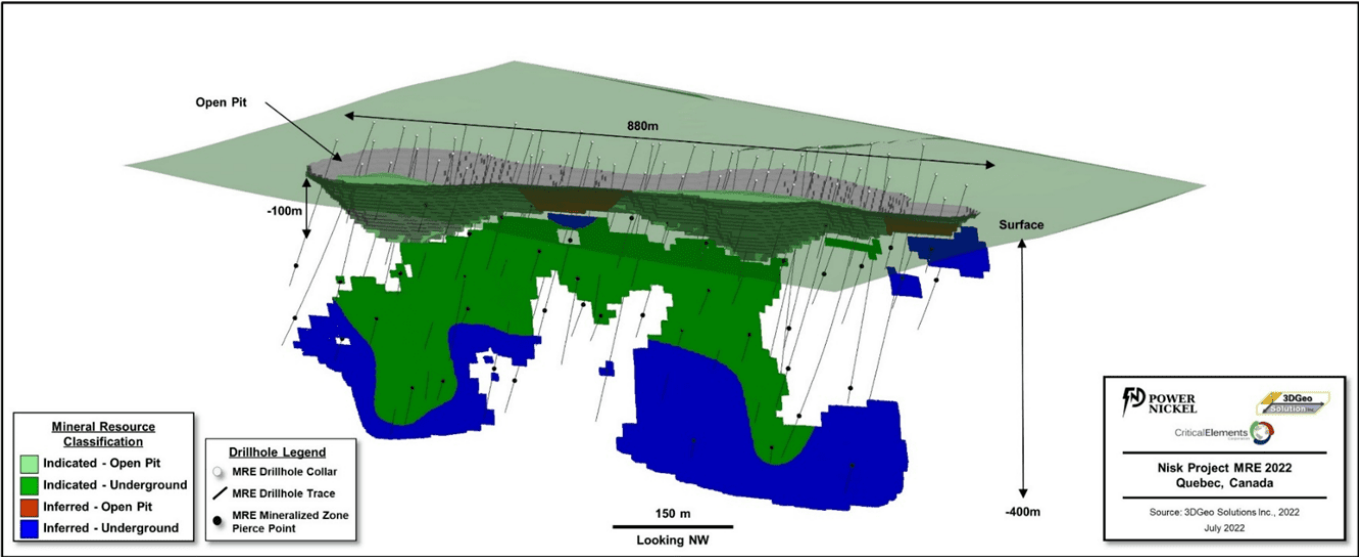 Open Pit
880m
-100m
Surface
-400m
Mineral Resource
Classification
Indicated - Open Pit
Indicated - Underground
Inferred - Open Pit
Inferred - Underground
Drillhole Legend
MRE Drillhole Collar
MRE Drillhole Trace
MRE Mineralized Zone
Pierce Point
150 m
Looking NW
POWER
NICKEL
3DGeo
Solution Inc.
CriticalElements
Corporation
Nisk Project MRE 2022
Quebec, Canada
Source: 3DGeo Solutions Inc., 2022
July 2022